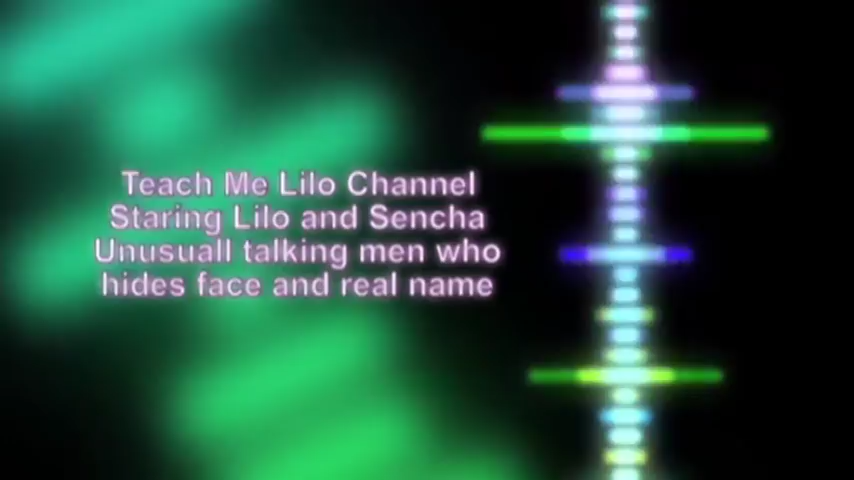 Teach Me Lilo Channel
Staring Lilo and Sencha
Unusuall talking men who
hides face and real name